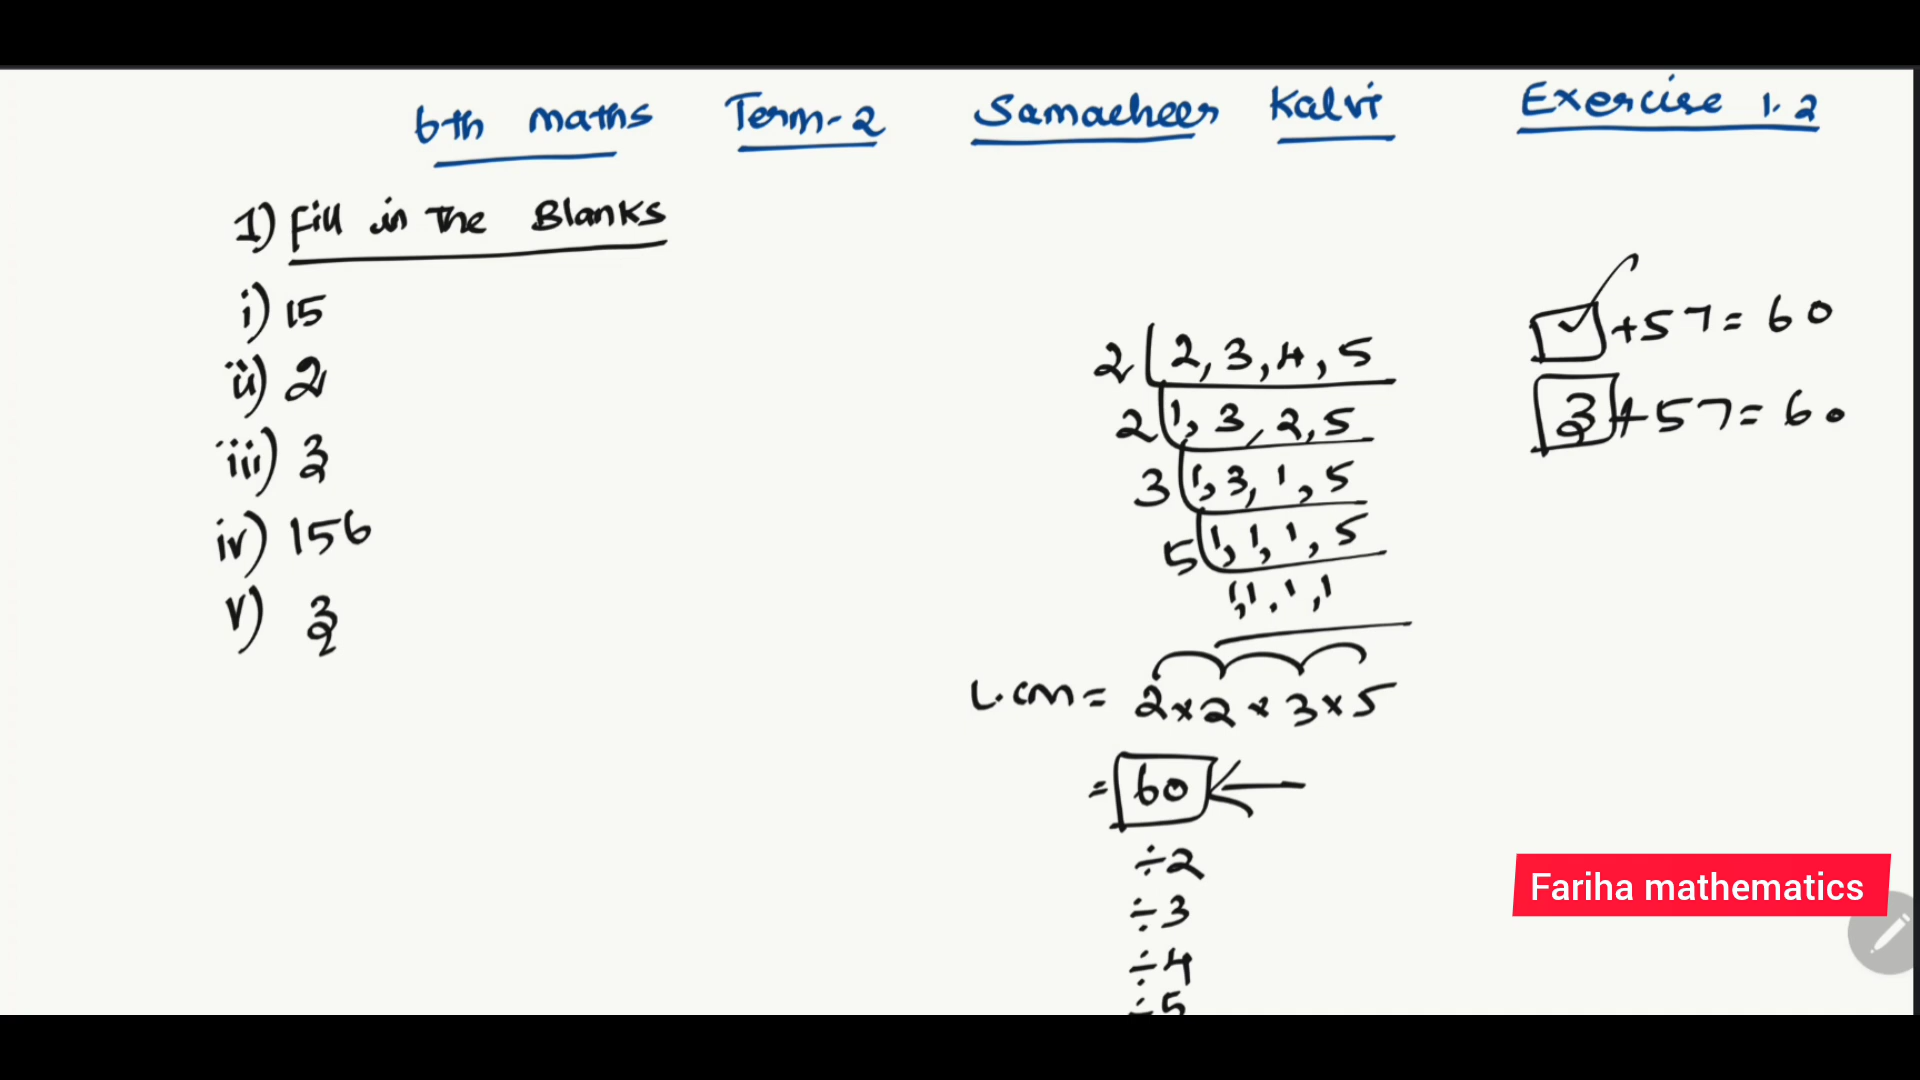 6th maths Term-2 Samacheer Kalvi Exercise 1.2
1) Fill in the Blanks
i) 15
ii) 2
iii) 3
iv) 156
v) 3
2 2, 3, 4, 5
2 1, 3, 2, 5
3 1, 3, 1, 5
5 1, 1, 1, 5
1, 1, 1, 1
L.CM = 2 × 2 × 3 × 5
= 60
÷2
÷3
÷4
÷5
✓ + 57 = 60
3 + 57 = 60
Fariha mathematics